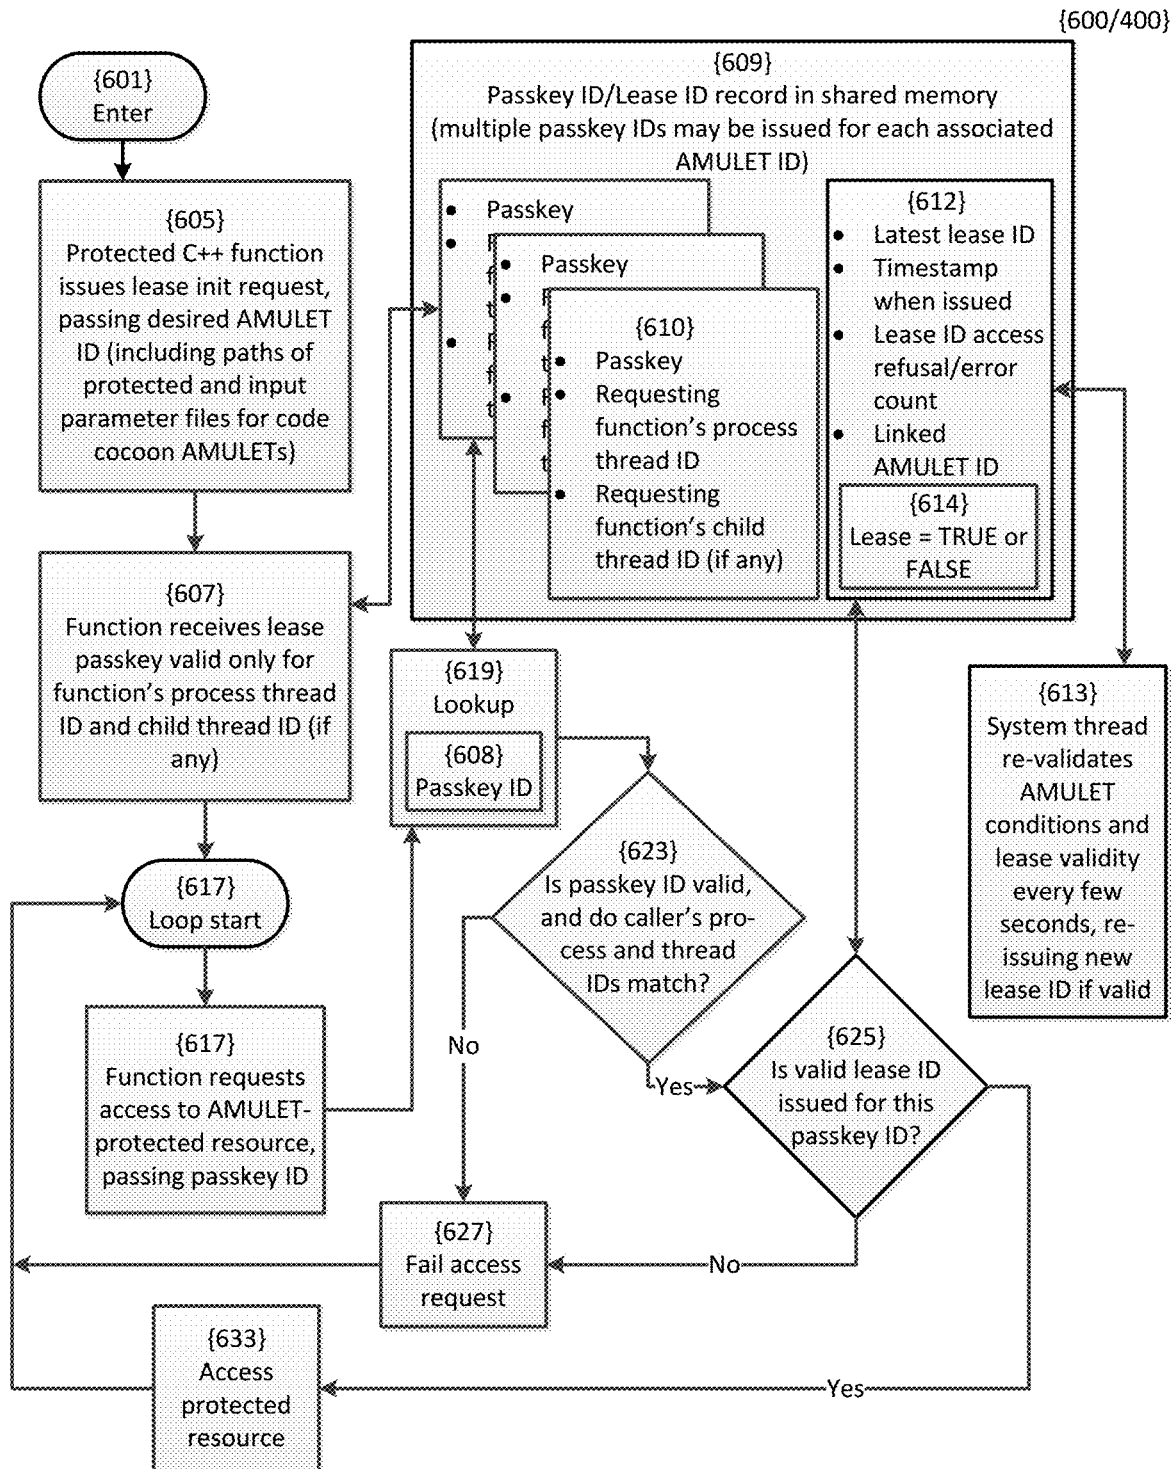 {600/400}
{601}
Enter
{605}
Protected C++ function
issues lease init request,
passing desired AMULET
ID (including paths of
protected and input
parameter files for code
cocoon AMULETs)
{607}
Function receives lease
passkey valid only for
function's process thread
ID and child thread ID (if
any)
{609}
Passkey ID/Lease ID record in shared memory
(multiple passkey IDs may be issued for each associated
AMULET ID)
• Passkey
•
•
• Passkey
•
•
{610}
• Passkey
• Requesting
function's process
thread ID
• Requesting
function's child
thread ID (if any)
{612}
• Latest lease ID
• Timestamp
when issued
• Lease ID access
refusal/error
count
• Linked
AMULET ID
{614}
Lease = TRUE or
FALSE
{613}
System thread
re-validates
AMULET
conditions and
lease validity
every few
seconds, re-
issuing new
lease ID if valid
{619}
Lookup
{608}
Passkey ID
{617}
Loop start
{617}
Function requests
access to AMULET-
protected resource,
passing passkey ID
{623}
Is passkey ID valid,
and do caller's pro-
cess and thread
IDs match?
No
Yes
{625}
Is valid lease ID
issued for this
passkey ID?
{627}
Fail access
request
No
{633}
Access
protected
resource
Yes